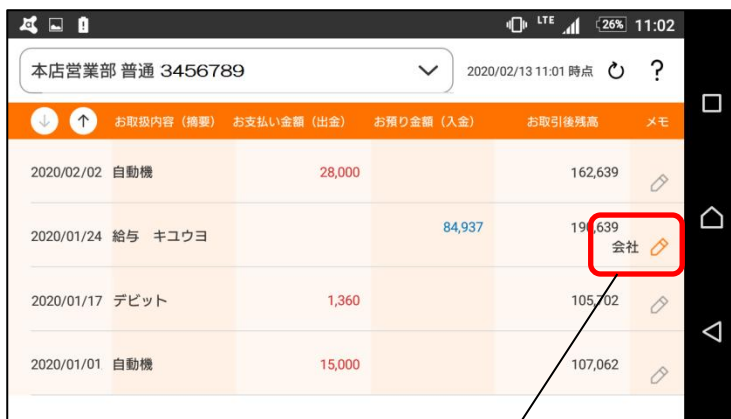 LTE 26% 11:02
本店営業部 普通 3456789 2020/02/13 11:01 時点 ?
お取扱内容（摘要） お支払い金額（出金） お預り金額（入金） お取引後残高 メモ
2020/02/02 自動機 28,000 162,639
2020/01/24 給与 キユウヨ 84,937 190,639
会社
2020/01/17 デビット 1,360 105,702
2020/01/01 自動機 15,000 107,062